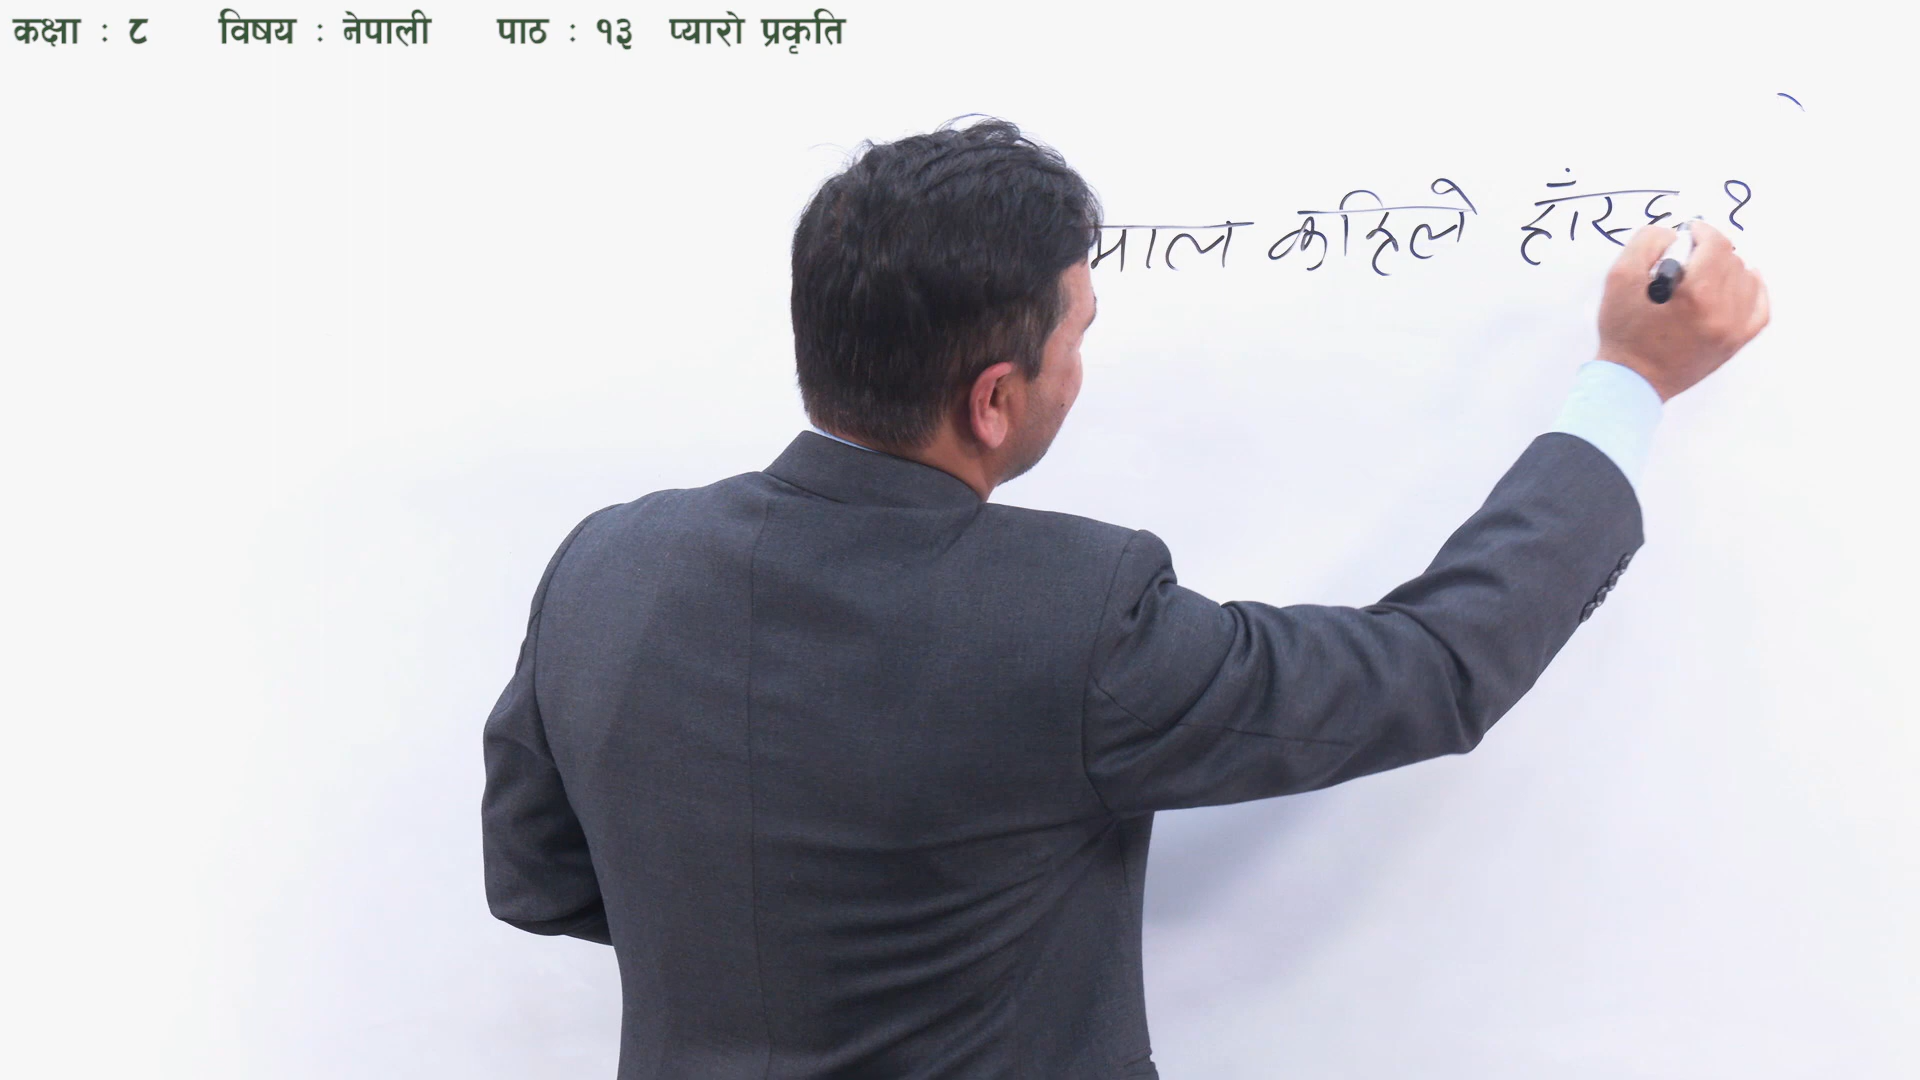 कक्षा : ८ विषय : नेपाली पाठ : १३ प्यारो प्रकृति
माल कहिले हाँस्छ ?